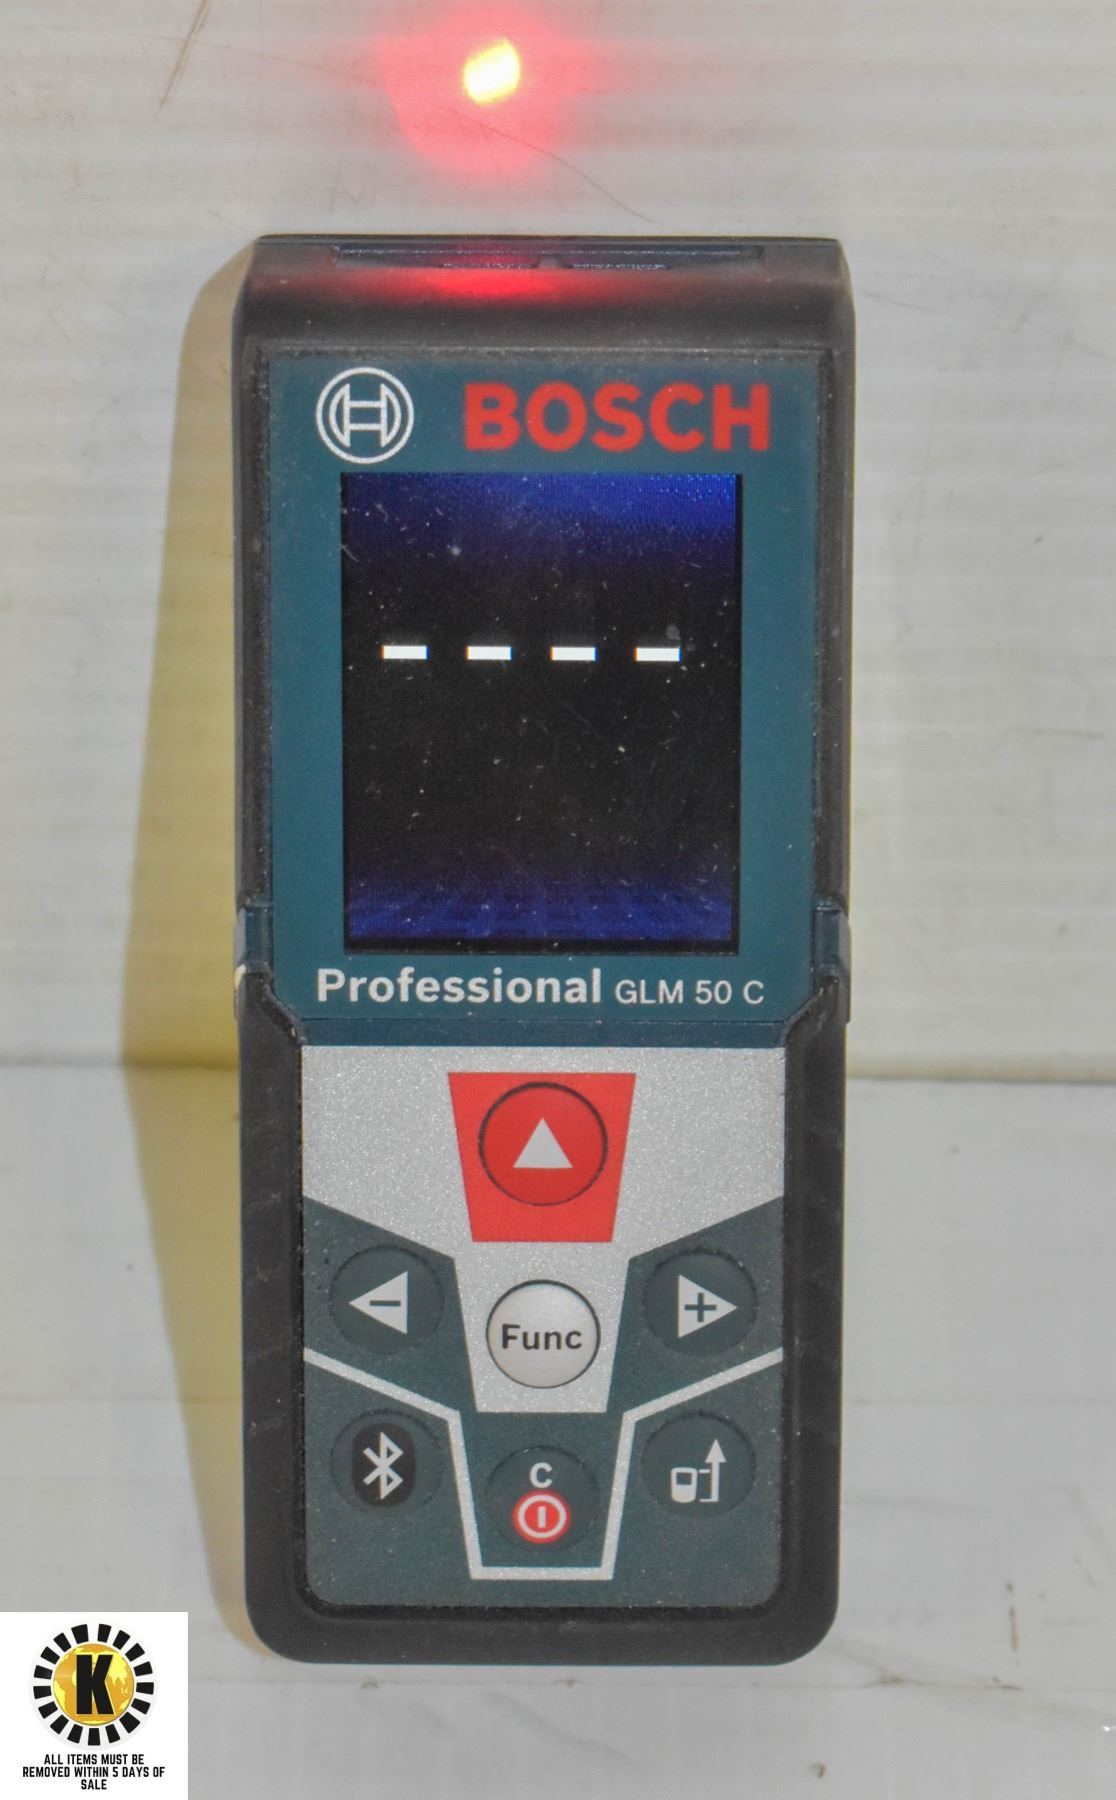 BOSCH
- - - -
Professional GLM 50 C
-
+
Func
C
K
ALL ITEMS MUST BE
REMOVED WITHIN 5 DAYS OF
SALE